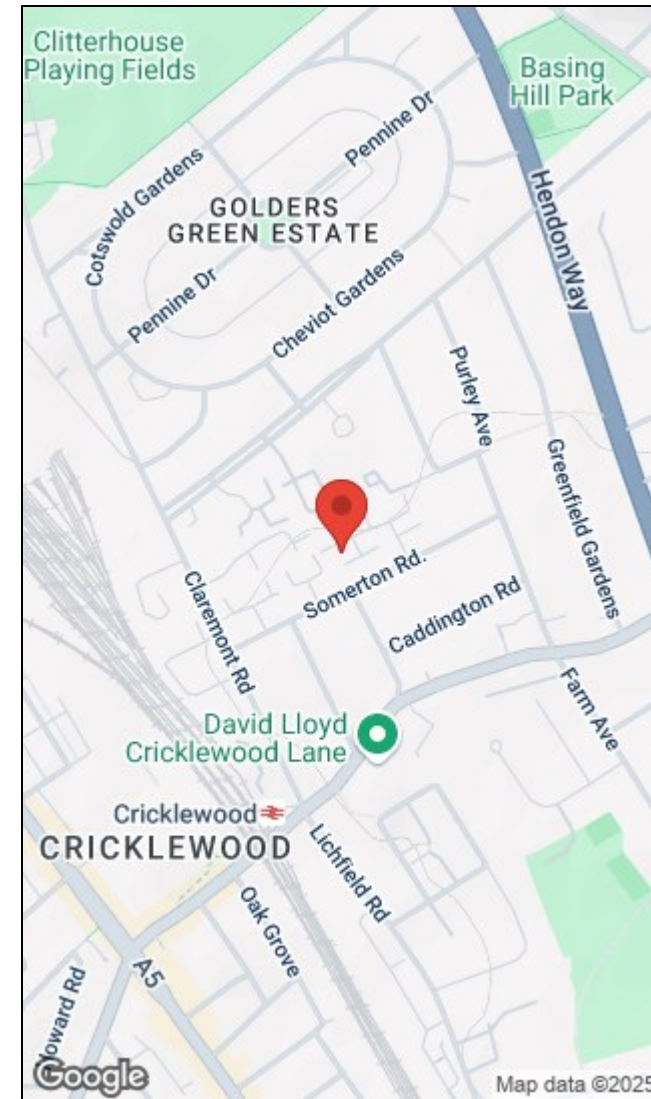 Clitterhouse
Playing Fields
Basing
Hill Park
Pennine Dr
Cotswold Gardens
GOLDERS
GREEN ESTATE
Hendon Way
Pennine Dr
Cheviot Gardens
Purley Ave
Greenfield Gardens
Somerton Rd.
Claremont Rd
Caddington Rd
Farm Ave
David Lloyd
Cricklewood Lane
Cricklewood
CRICKLEWOOD
Lichfield Rd
Oak Grove
A5
Howard Rd
Google
Map data ©2025